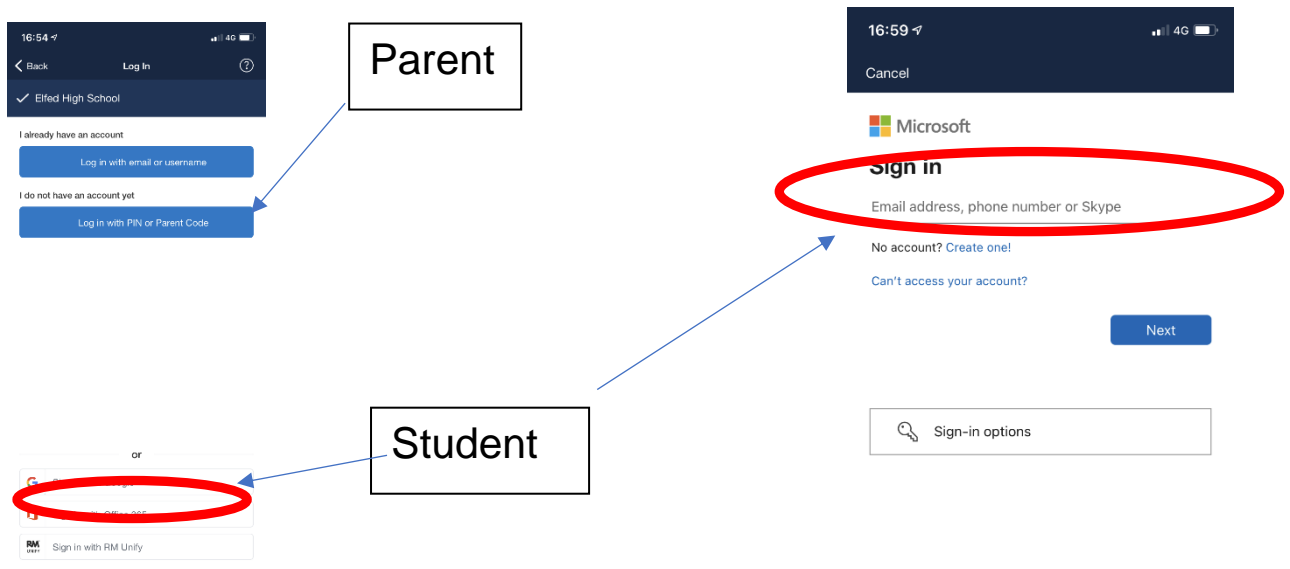 16:54
4G
Back
Log In
?
Elfed High School
I already have an account
Log in with email or username
I do not have an account yet
Log in with PIN or Parent Code
or
G
Office 365
RM
UNIFY
Sign in with RM Unify
Parent
Student
16:59
4G
Cancel
Microsoft
Sign in
Email address, phone number or Skype
No account? Create one!
Can't access your account?
Next
Sign-in options